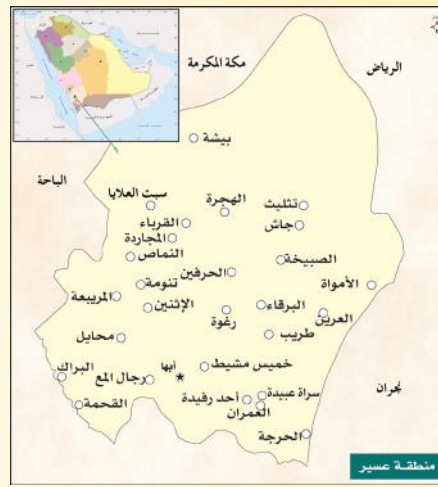 مكة المكرمة
الرياض
بيشة
الباحة
سبت العلايا
الهجرة
تثليث
القرباء
جاش
المجاردة
النماص
الصبيخة
الحرفين
تنومة
الأمواة
المربيعة
الإثنين
رغوة
البرقاء
العرين
محايل
طريب
خميس مشيط
أبها
رجال المع
البراك
نجران
سراة عبيدة
أحد رفيدة
القحمة
العمران
الحرجة
منطقة عسير